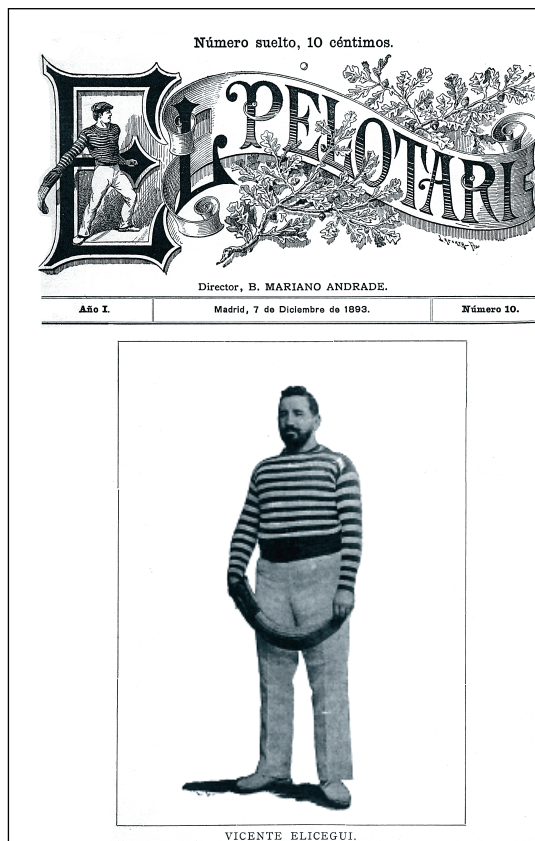 Número suelto, 10 céntimos.
EL PELOTARI
Director, B. MARIANO ANDRADE.
Año I.
Madrid, 7 de Diciembre de 1893.
Número 10.
VICENTE ELICEGUI.